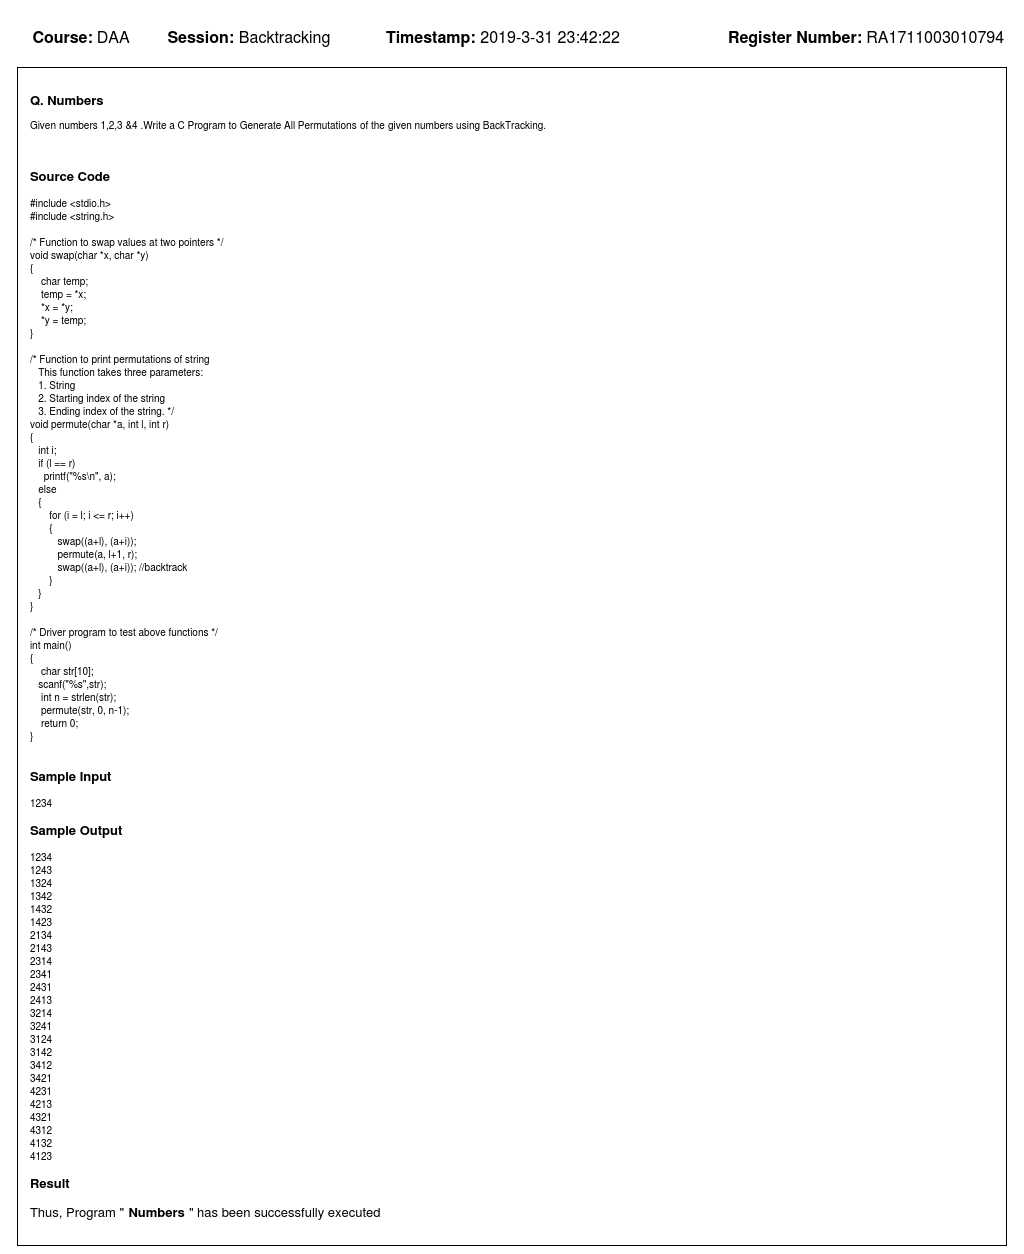 Course: DAA Session: Backtracking Timestamp: 2019-3-31 23:42:22 Register Number: RA1711003010794
Q. Numbers
Given numbers 1,2,3 &4 .Write a C Program to Generate All Permutations of the given numbers using BackTracking.
Source Code
#include <stdio.h>
#include <string.h>
/* Function to swap values at two pointers */
void swap(char *x, char *y)
{
char temp;
temp = *x;
*x = *y;
*y = temp;
}
/* Function to print permutations of string
This function takes three parameters:
1. String
2. Starting index of the string
3. Ending index of the string. */
void permute(char *a, int l, int r)
{
int i;
if (l == r)
printf("%s\n", a);
else
{
for (i = l; i <= r; i++)
{
swap((a+l), (a+i));
permute(a, l+1, r);
swap((a+l), (a+i)); //backtrack
}
}
}
/* Driver program to test above functions */
int main()
{
char str[10];
scanf("%s",str);
int n = strlen(str);
permute(str, 0, n-1);
return 0;
}
Sample Input
1234
Sample Output
1234
1243
1324
1342
1432
1423
2134
2143
2314
2341
2431
2413
3214
3241
3124
3142
3412
3421
4231
4213
4321
4312
4132
4123
Result
Thus, Program " Numbers " has been successfully executed